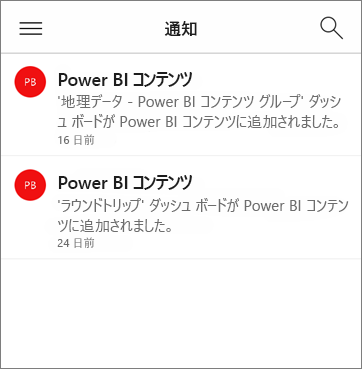 通知
PB
Power BI コンテンツ
'地理データ - Power BI コンテンツ グループ' ダッシ
ュ ボードが Power BI コンテンツに追加されました。
16 日前
PB
Power BI コンテンツ
'ラウンドトリップ' ダッシュ ボードが Power BI コンテン
ツに追加されました。
24 日前